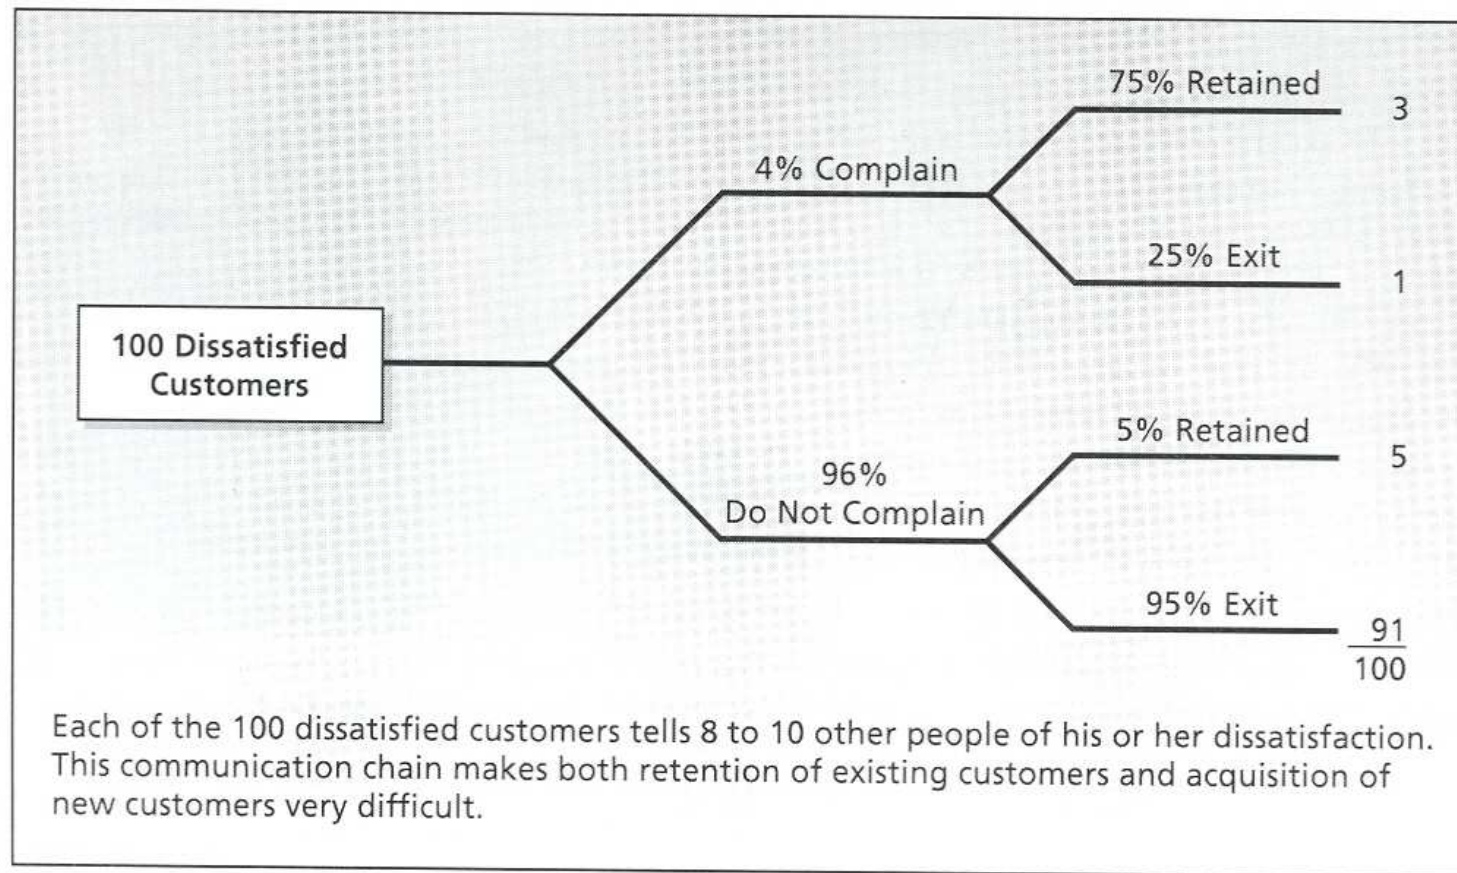 75% Retained
3
4% Complain
25% Exit
1
100 Dissatisfied
Customers
5% Retained
5
96%
Do Not Complain
95% Exit
91
100
Each of the 100 dissatisfied customers tells 8 to 10 other people of his or her dissatisfaction.
This communication chain makes both retention of existing customers and acquisition of
new customers very difficult.